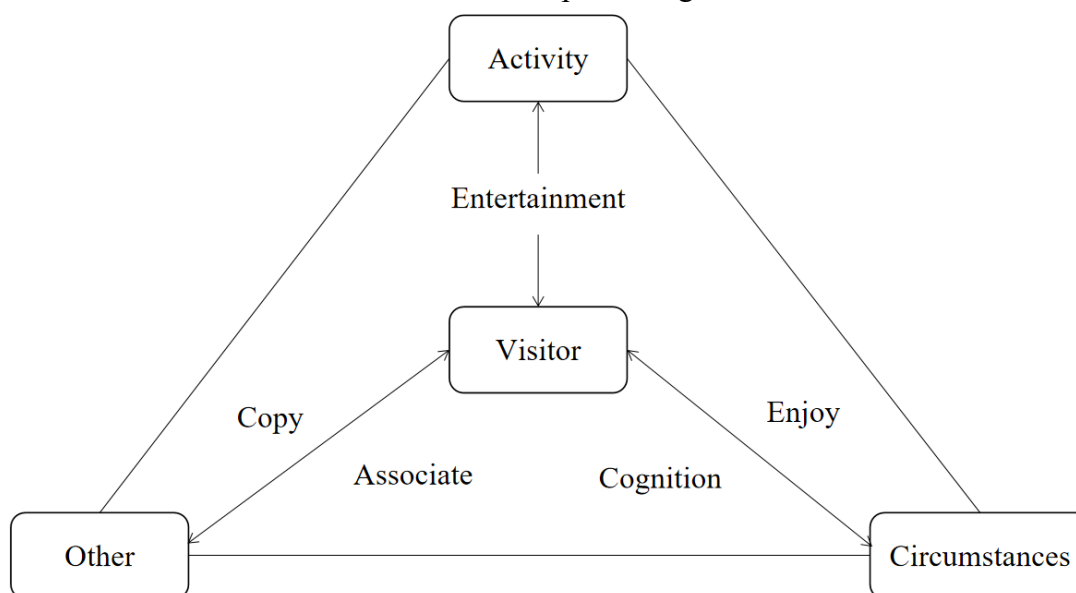 Activity
Entertainment
Visitor
Copy
Enjoy
Associate
Cognition
Other
Circumstances